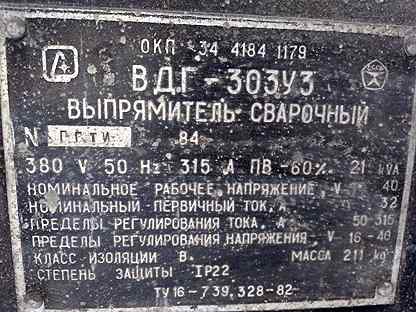 ОКП 34 4184 1179
ВДГ-303У3
ВЫПРЯМИТЕЛЬ СВАРОЧНЫЙ
N ПГТИ 84
380 V 50 Hz 315 А ПВ-60% 21 kVA
НОМИНАЛЬНОЕ РАБОЧЕЕ НАПРЯЖЕНИЕ, V 40
НОМИНАЛЬНЫЙ ПЕРВИЧНЫЙ ТОК, А 32
ПРЕДЕЛЫ РЕГУЛИРОВАНИЯ ТОКА, А 50-315
ПРЕДЕЛЫ РЕГУЛИРОВАНИЯ НАПРЯЖЕНИЯ, V 16-40
КЛАСС ИЗОЛЯЦИИ В. МАССА 211 kg
СТЕПЕНЬ ЗАЩИТЫ IP22
ТУ16-739.328-82